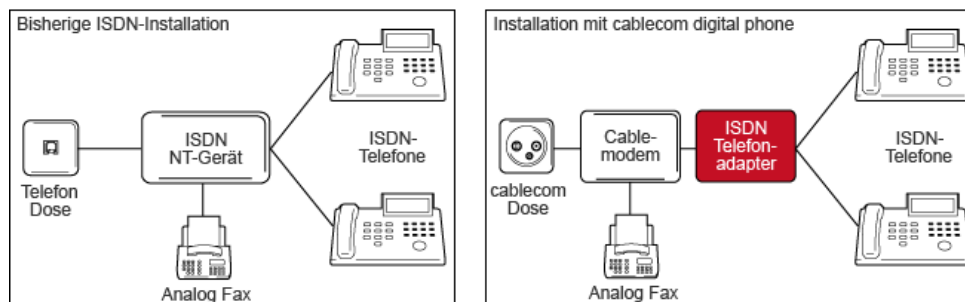 Bisherige ISDN-Installation
ISDN
NT-Gerät
ISDN-
Telefone
Telefon
Dose
Analog Fax
Installation mit cablecom digital phone
Cable-
modem
ISDN
Telefon-
adapter
ISDN-
Telefone
cablecom
Dose
Analog Fax